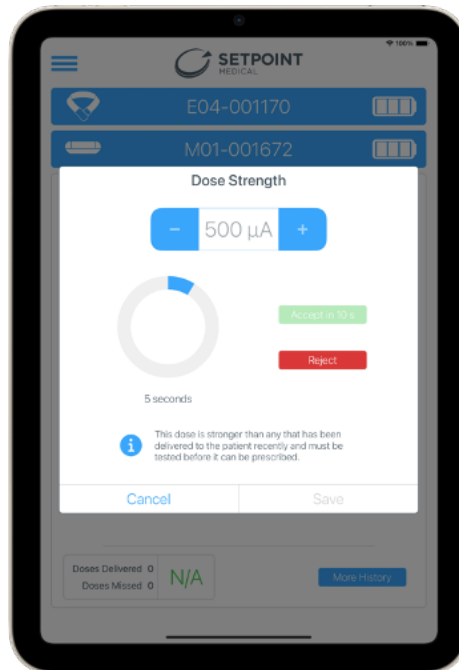 100%
SETPOINT
MEDICAL
E04-001170
M01-001672
Dose Strength
− 500 µA +
Accept in 10 s
Reject
5 seconds
This dose is stronger than any that has been
delivered to the patient recently and must be
tested before it can be prescribed.
Cancel Save
Doses Delivered 0
Doses Missed 0
N/A
More History